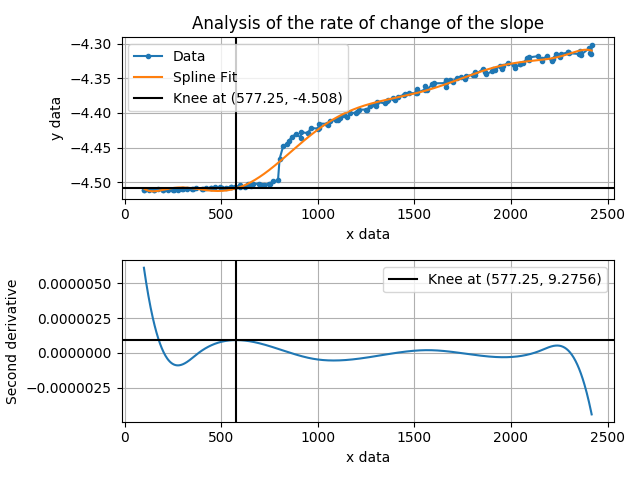 Analysis of the rate of change of the slope
−4.30
−4.35
−4.40
−4.45
−4.50
y data
Data
Spline Fit
Knee at (577.25, -4.508)
0
500
1000
1500
2000
2500
x data
0.0000050
0.0000025
0.0000000
−0.0000025
Second derivative
Knee at (577.25, 9.2756)
0
500
1000
1500
2000
2500
x data